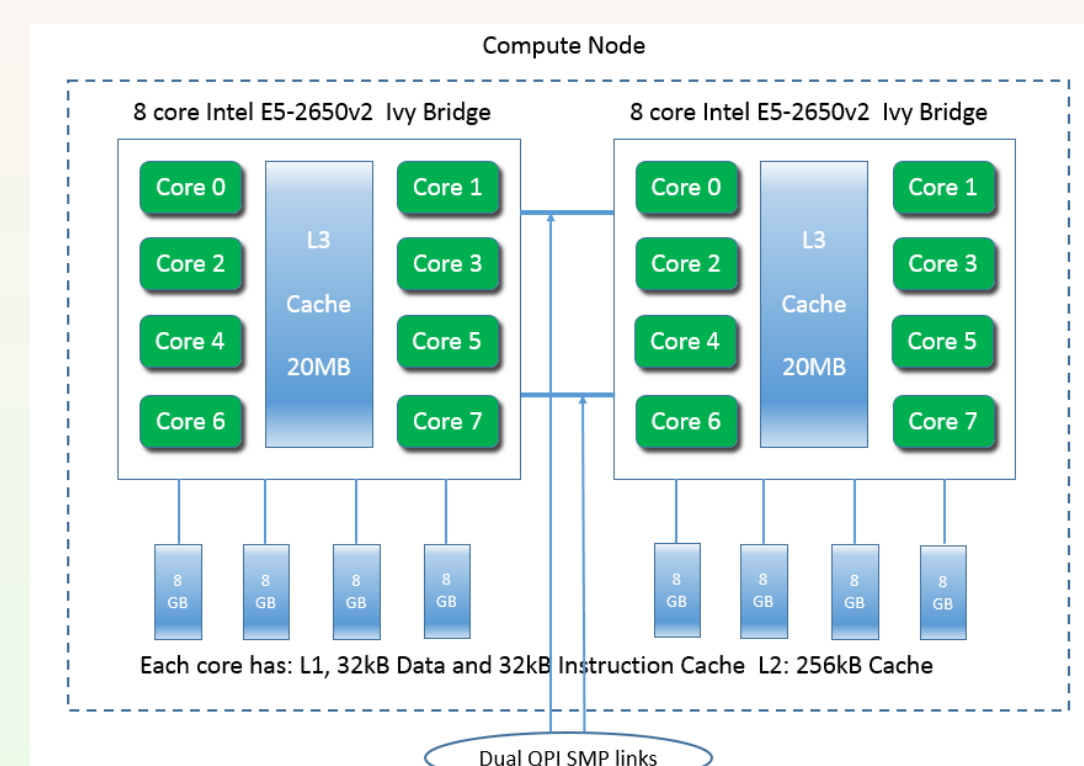 Compute Node
8 core Intel E5-2650v2 Ivy Bridge
Core 0
Core 1
Core 2
Core 3
Core 4
Core 5
Core 6
Core 7
L3
Cache
20MB
8
GB
8
GB
8
GB
8
GB
8 core Intel E5-2650v2 Ivy Bridge
Core 0
Core 1
Core 2
Core 3
Core 4
Core 5
Core 6
Core 7
L3
Cache
20MB
8
GB
8
GB
8
GB
8
GB
Each core has: L1, 32kB Data and 32kB Instruction Cache L2: 256kB Cache
Dual QPI SMP links